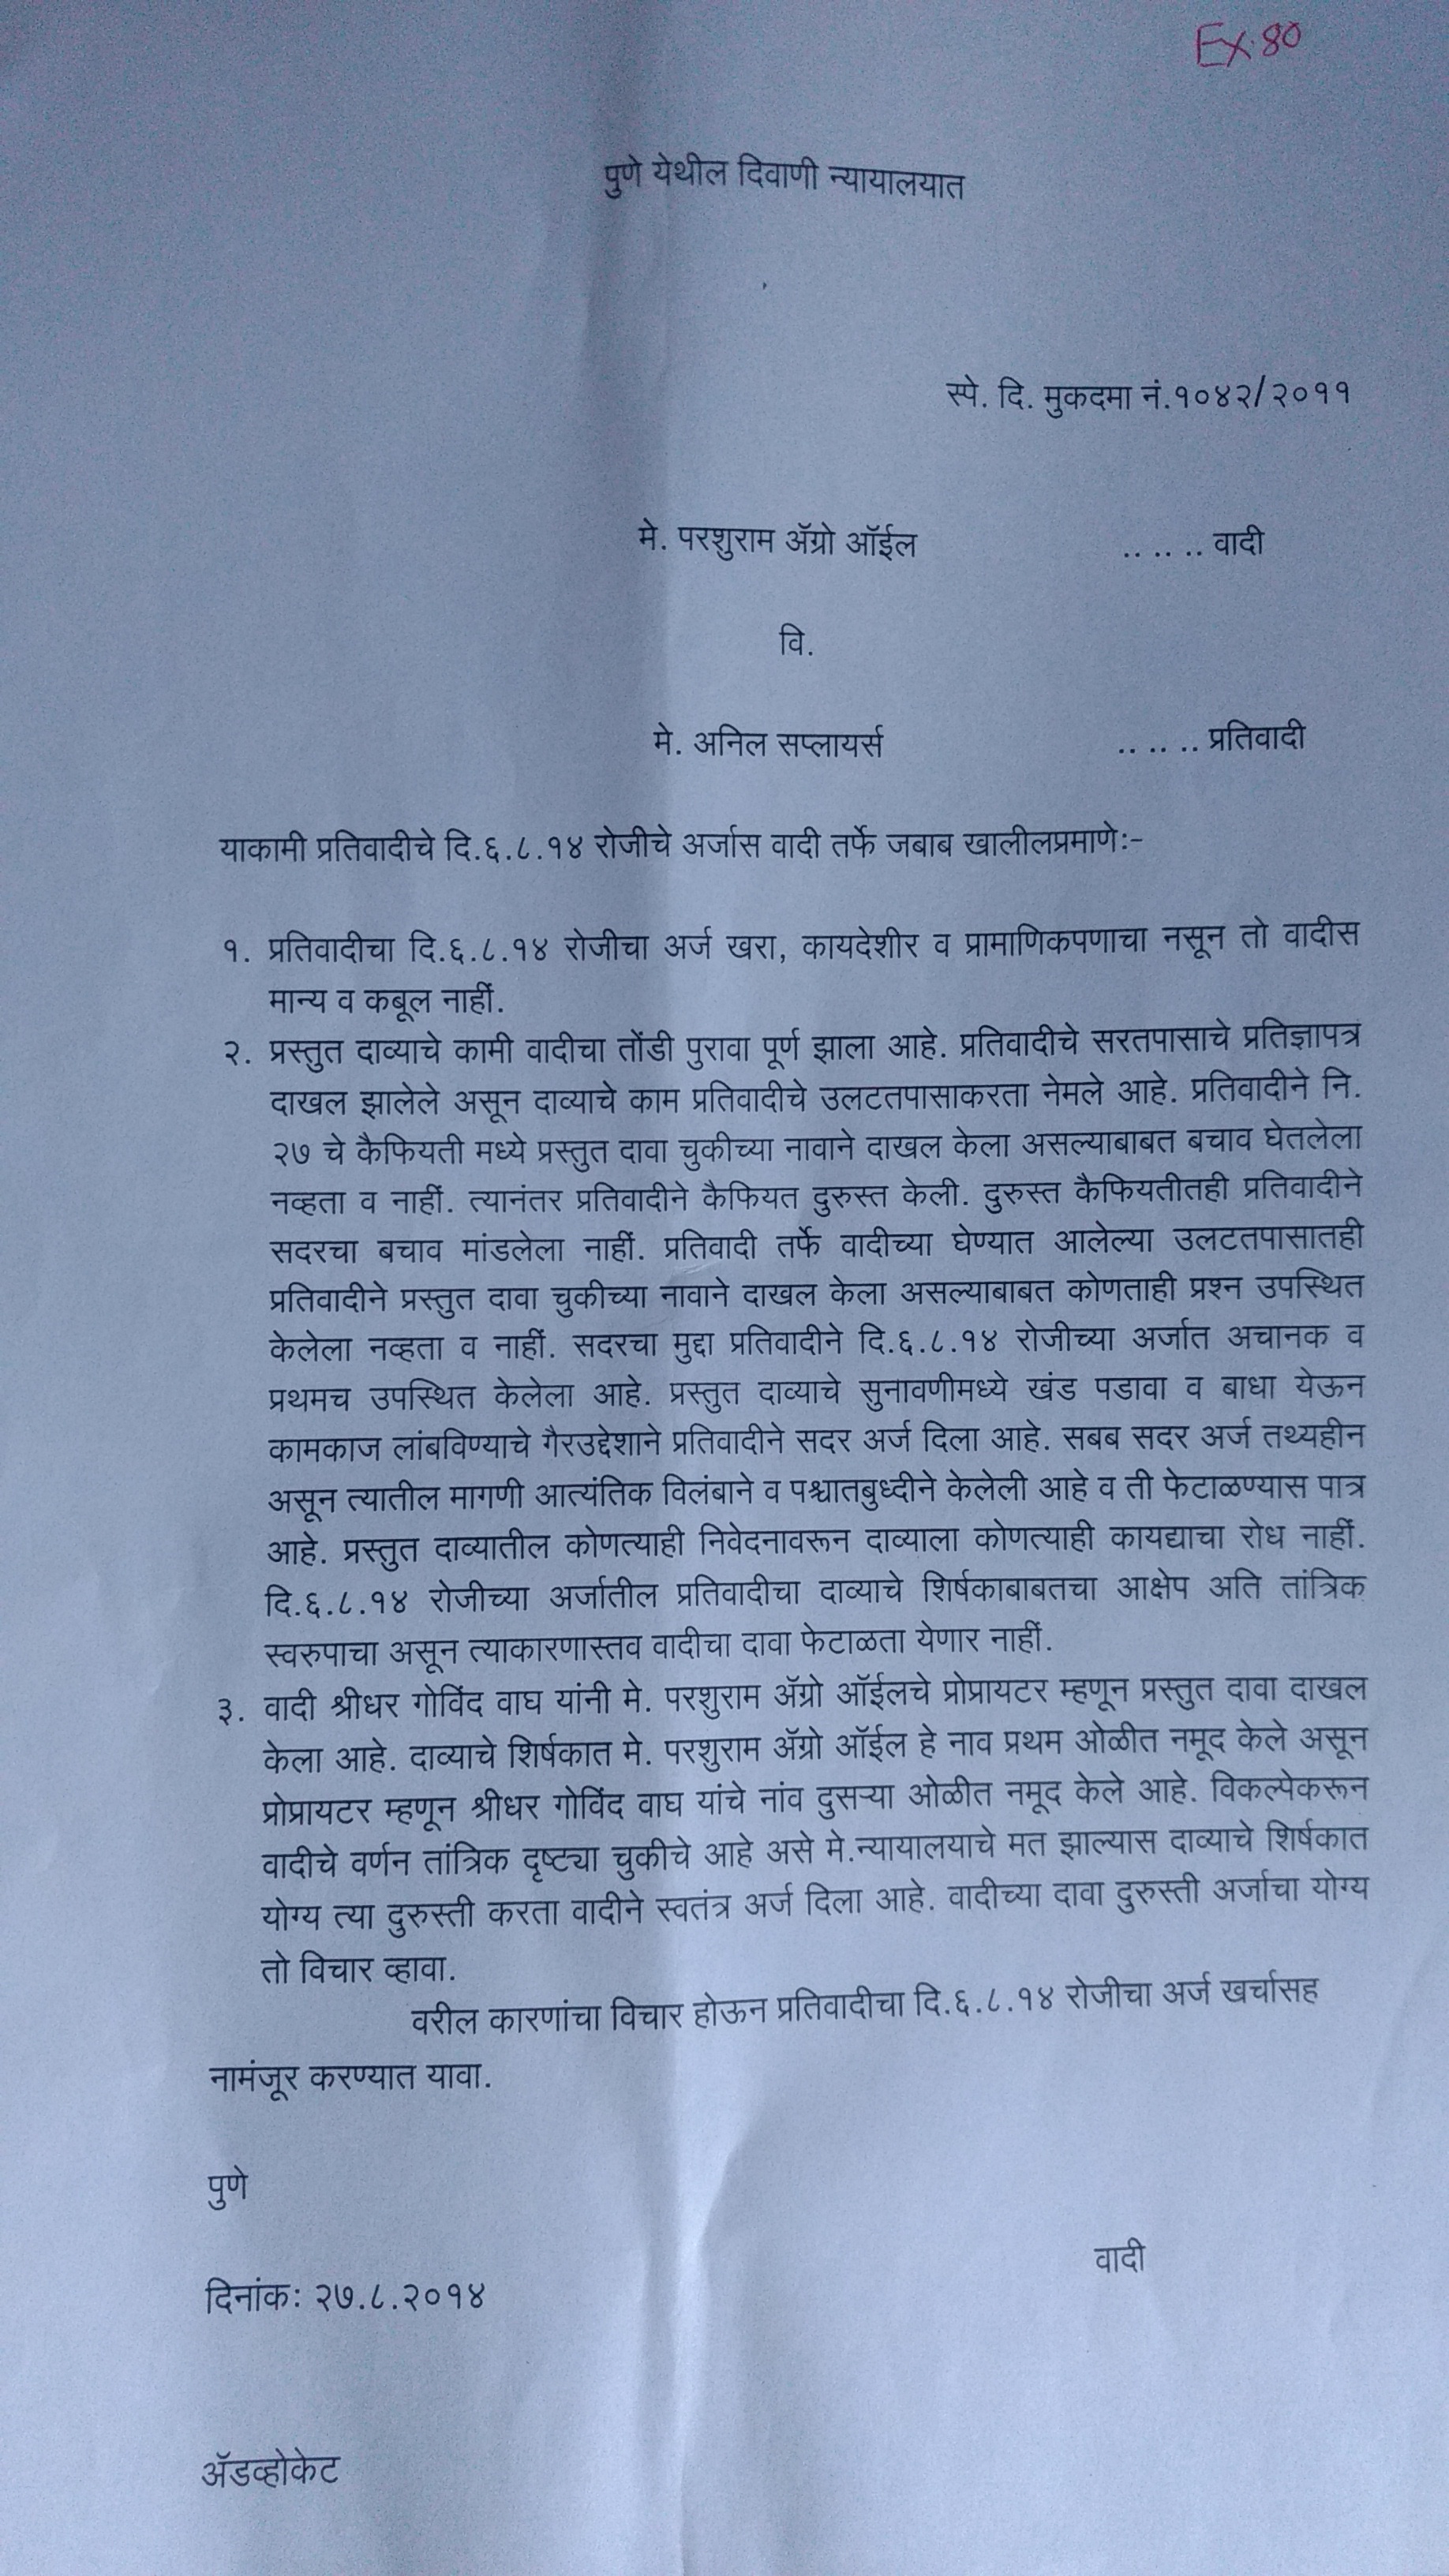 Ex.80
पुणे येथील दिवाणी न्यायालयात
स्पे. दि. मुकदमा नं.१०४२/२०११
मे. परशुराम ॲग्रो ऑईल .. .. .. वादी
वि.
मे. अनिल सप्लायर्स .. .. .. प्रतिवादी
याकामी प्रतिवादीचे दि.६.८.१४ रोजीचे अर्जास वादी तर्फे जबाब खालीलप्रमाणे:-
१. प्रतिवादीचा दि.६.८.१४ रोजीचा अर्ज खरा, कायदेशीर व प्रामाणिकपणाचा नसून तो वादीस
मान्य व कबूल नाहीं.
२. प्रस्तुत दाव्याचे कामी वादीचा तोंडी पुरावा पूर्ण झाला आहे. प्रतिवादीचे सरतपासाचे प्रतिज्ञापत्र
दाखल झालेले असून दाव्याचे काम प्रतिवादीचे उलटतपासाकरता नेमले आहे. प्रतिवादीने नि.
२७ चे कैफियती मध्ये प्रस्तुत दावा चुकीच्या नावाने दाखल केला असल्याबाबत बचाव घेतलेला
नव्हता व नाहीं. त्यानंतर प्रतिवादीने कैफियत दुरुस्त केली. दुरुस्त कैफियतीतही प्रतिवादीने
सदरचा बचाव मांडलेला नाहीं. प्रतिवादी तर्फे वादीच्या घेण्यात आलेल्या उलटतपासातही
प्रतिवादीने प्रस्तुत दावा चुकीच्या नावाने दाखल केला असल्याबाबत कोणताही प्रश्न उपस्थित
केलेला नव्हता व नाहीं. सदरचा मुद्दा प्रतिवादीने दि.६.८.१४ रोजीच्या अर्जात अचानक व
प्रथमच उपस्थित केलेला आहे. प्रस्तुत दाव्याचे सुनावणीमध्ये खंड पडावा व बाधा येऊन
कामकाज लांबविण्याचे गैरउद्देशाने प्रतिवादीने सदर अर्ज दिला आहे. सबब सदर अर्ज तथ्यहीन
असून त्यातील मागणी आत्यंतिक विलंबाने व पश्चातबुध्दीने केलेली आहे व ती फेटाळण्यास पात्र
आहे. प्रस्तुत दाव्यातील कोणत्याही निवेदनावरून दाव्याला कोणत्याही कायद्याचा रोध नाहीं.
दि.६.८.१४ रोजीच्या अर्जातील प्रतिवादीचा दाव्याचे शिर्षकाबाबतचा आक्षेप अति तांत्रिक
स्वरुपाचा असून त्याकारणास्तव वादीचा दावा फेटाळता येणार नाहीं.
३. वादी श्रीधर गोविंद वाघ यांनी मे. परशुराम ॲग्रो ऑईलचे प्रोप्रायटर म्हणून प्रस्तुत दावा दाखल
केला आहे. दाव्याचे शिर्षकात मे. परशुराम ॲग्रो ऑईल हे नाव प्रथम ओळीत नमूद केले असून
प्रोप्रायटर म्हणून श्रीधर गोविंद वाघ यांचे नांव दुसऱ्या ओळीत नमूद केले आहे. विकल्पेकरून
वादीचे वर्णन तांत्रिक दृष्ट्या चुकीचे आहे असे मे.न्यायालयाचे मत झाल्यास दाव्याचे शिर्षकात
योग्य त्या दुरुस्ती करता वादीने स्वतंत्र अर्ज दिला आहे. वादीच्या दावा दुरुस्ती अर्जाचा योग्य
तो विचार व्हावा.
वरील कारणांचा विचार होऊन प्रतिवादीचा दि.६.८.१४ रोजीचा अर्ज खर्चासह
नामंजूर करण्यात यावा.
पुणे
वादी
दिनांक: २७.८.२०१४
ॲडव्होकेट